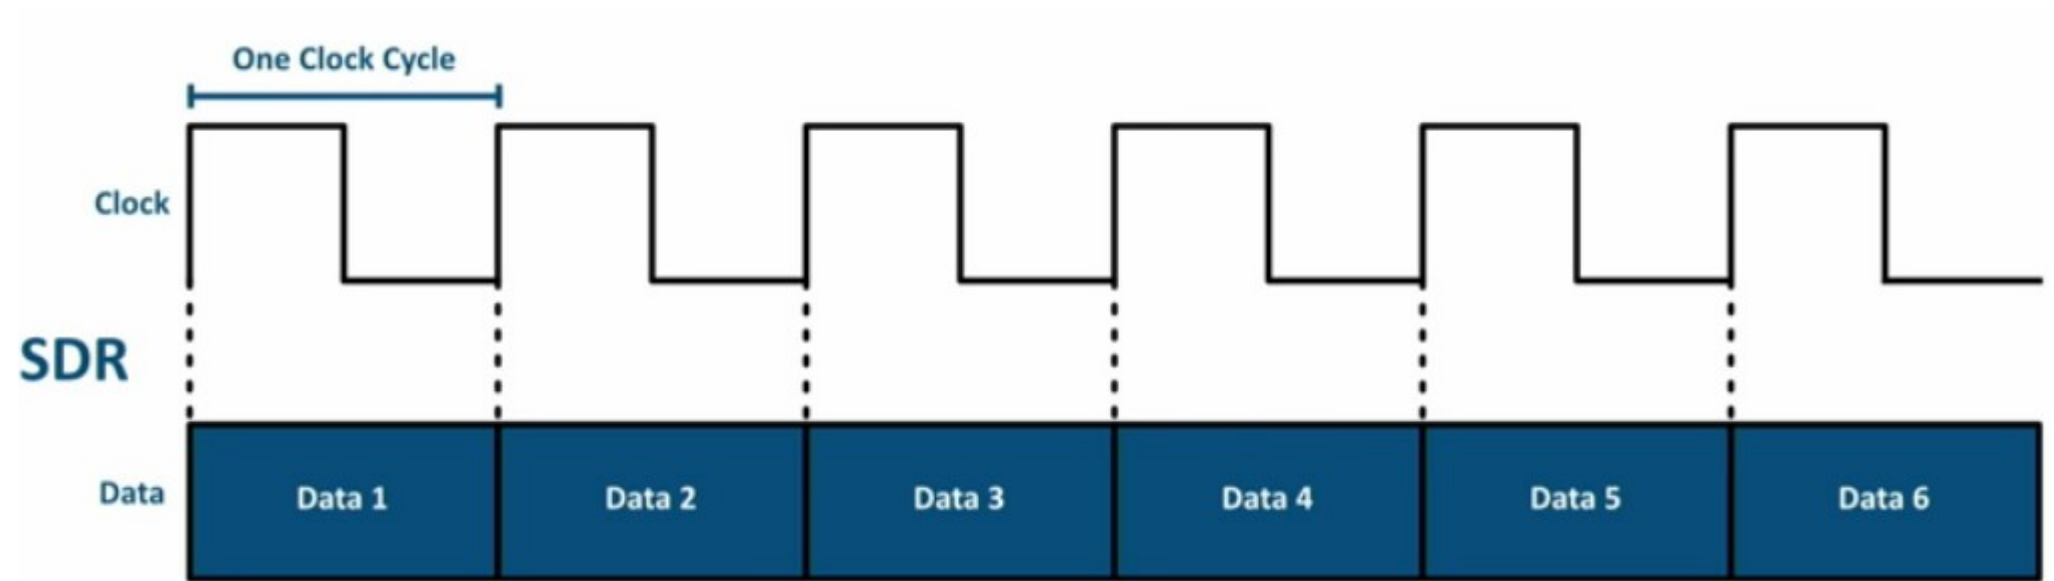 One Clock Cycle
Clock
SDR
Data
Data 1
Data 2
Data 3
Data 4
Data 5
Data 6